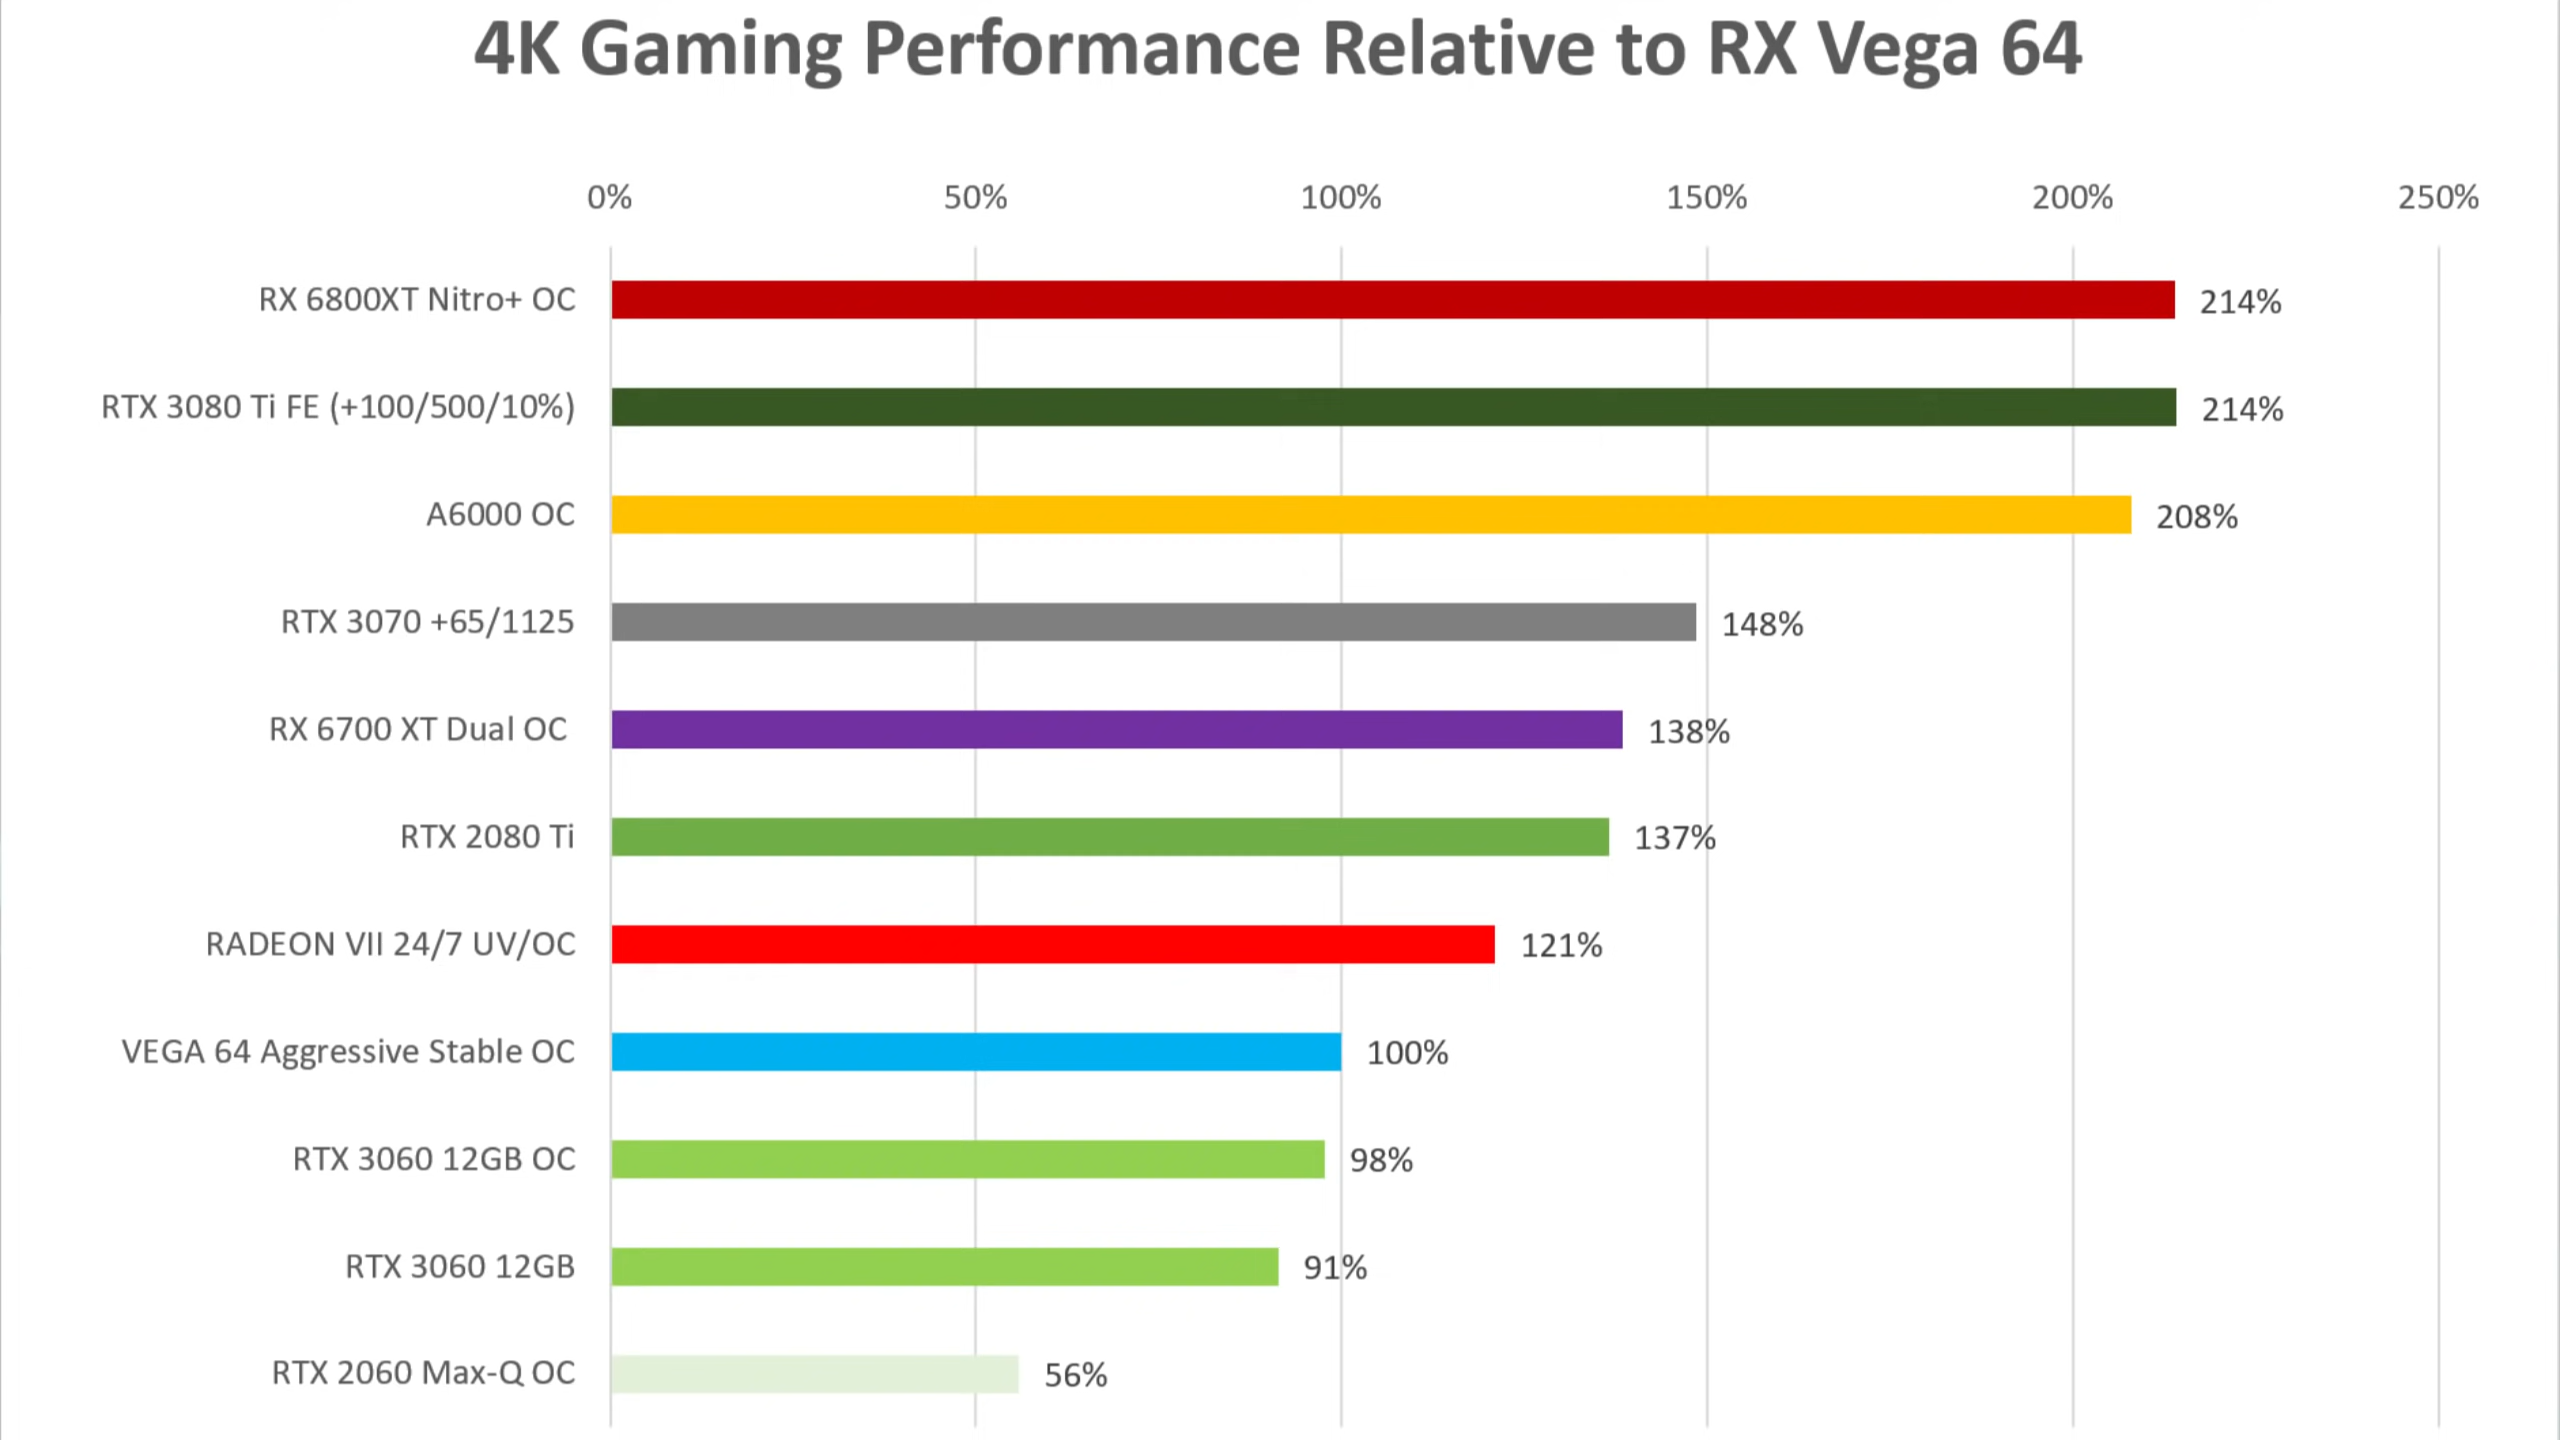 4K Gaming Performance Relative to RX Vega 64
0% 50% 100% 150% 200% 250%
RX 6800XT Nitro+ OC 214%
RTX 3080 Ti FE (+100/500/10%) 214%
A6000 OC 208%
RTX 3070 +65/1125 148%
RX 6700 XT Dual OC 138%
RTX 2080 Ti 137%
RADEON VII 24/7 UV/OC 121%
VEGA 64 Aggressive Stable OC 100%
RTX 3060 12GB OC 98%
RTX 3060 12GB 91%
RTX 2060 Max-Q OC 56%